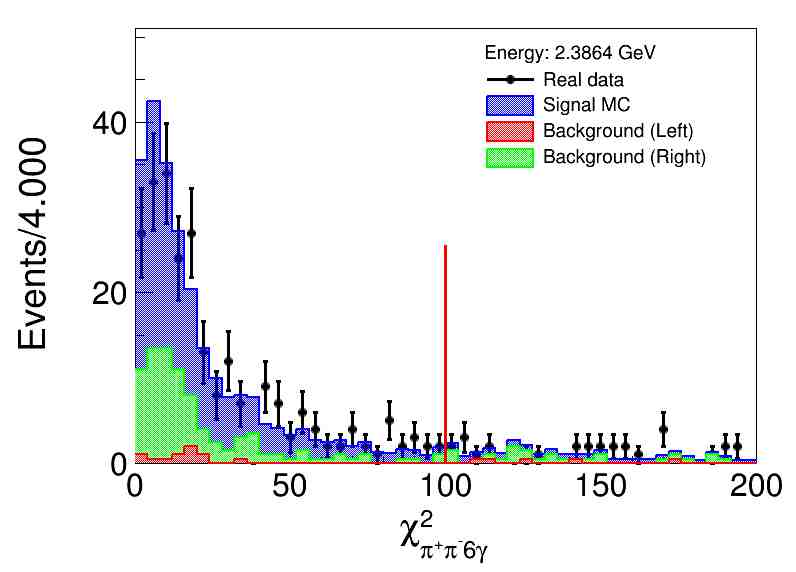 Events/4.000
40
20
0
Energy: 2.3864 GeV
Real data
Signal MC
Background (Left)
Background (Right)
0 50 100 150 200
χ²π⁺π⁻6γ